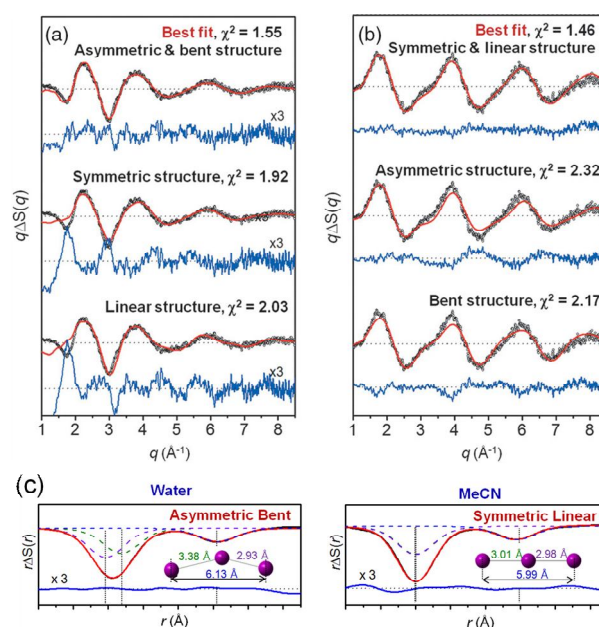 (a) Best fit, χ² = 1.55
Asymmetric & bent structure
x3
Symmetric structure, χ² = 1.92
x3
x3
Linear structure, χ² = 2.03
x3
qΔS(q)
1 2 3 4 5 6 7 8
q (Å⁻¹)
(b) Best fit, χ² = 1.46
Symmetric & linear structure
Asymmetric structure, χ² = 2.32
Bent structure, χ² = 2.17
qΔS(q)
1 2 3 4 5 6 7 8
q (Å⁻¹)
(c) Water
Asymmetric Bent
3.38 Å 2.93 Å
6.13 Å
x 3
rΔS(r)
r (Å)
MeCN
Symmetric Linear
3.01 Å 2.98 Å
5.99 Å
x 3
rΔS(r)
r (Å)